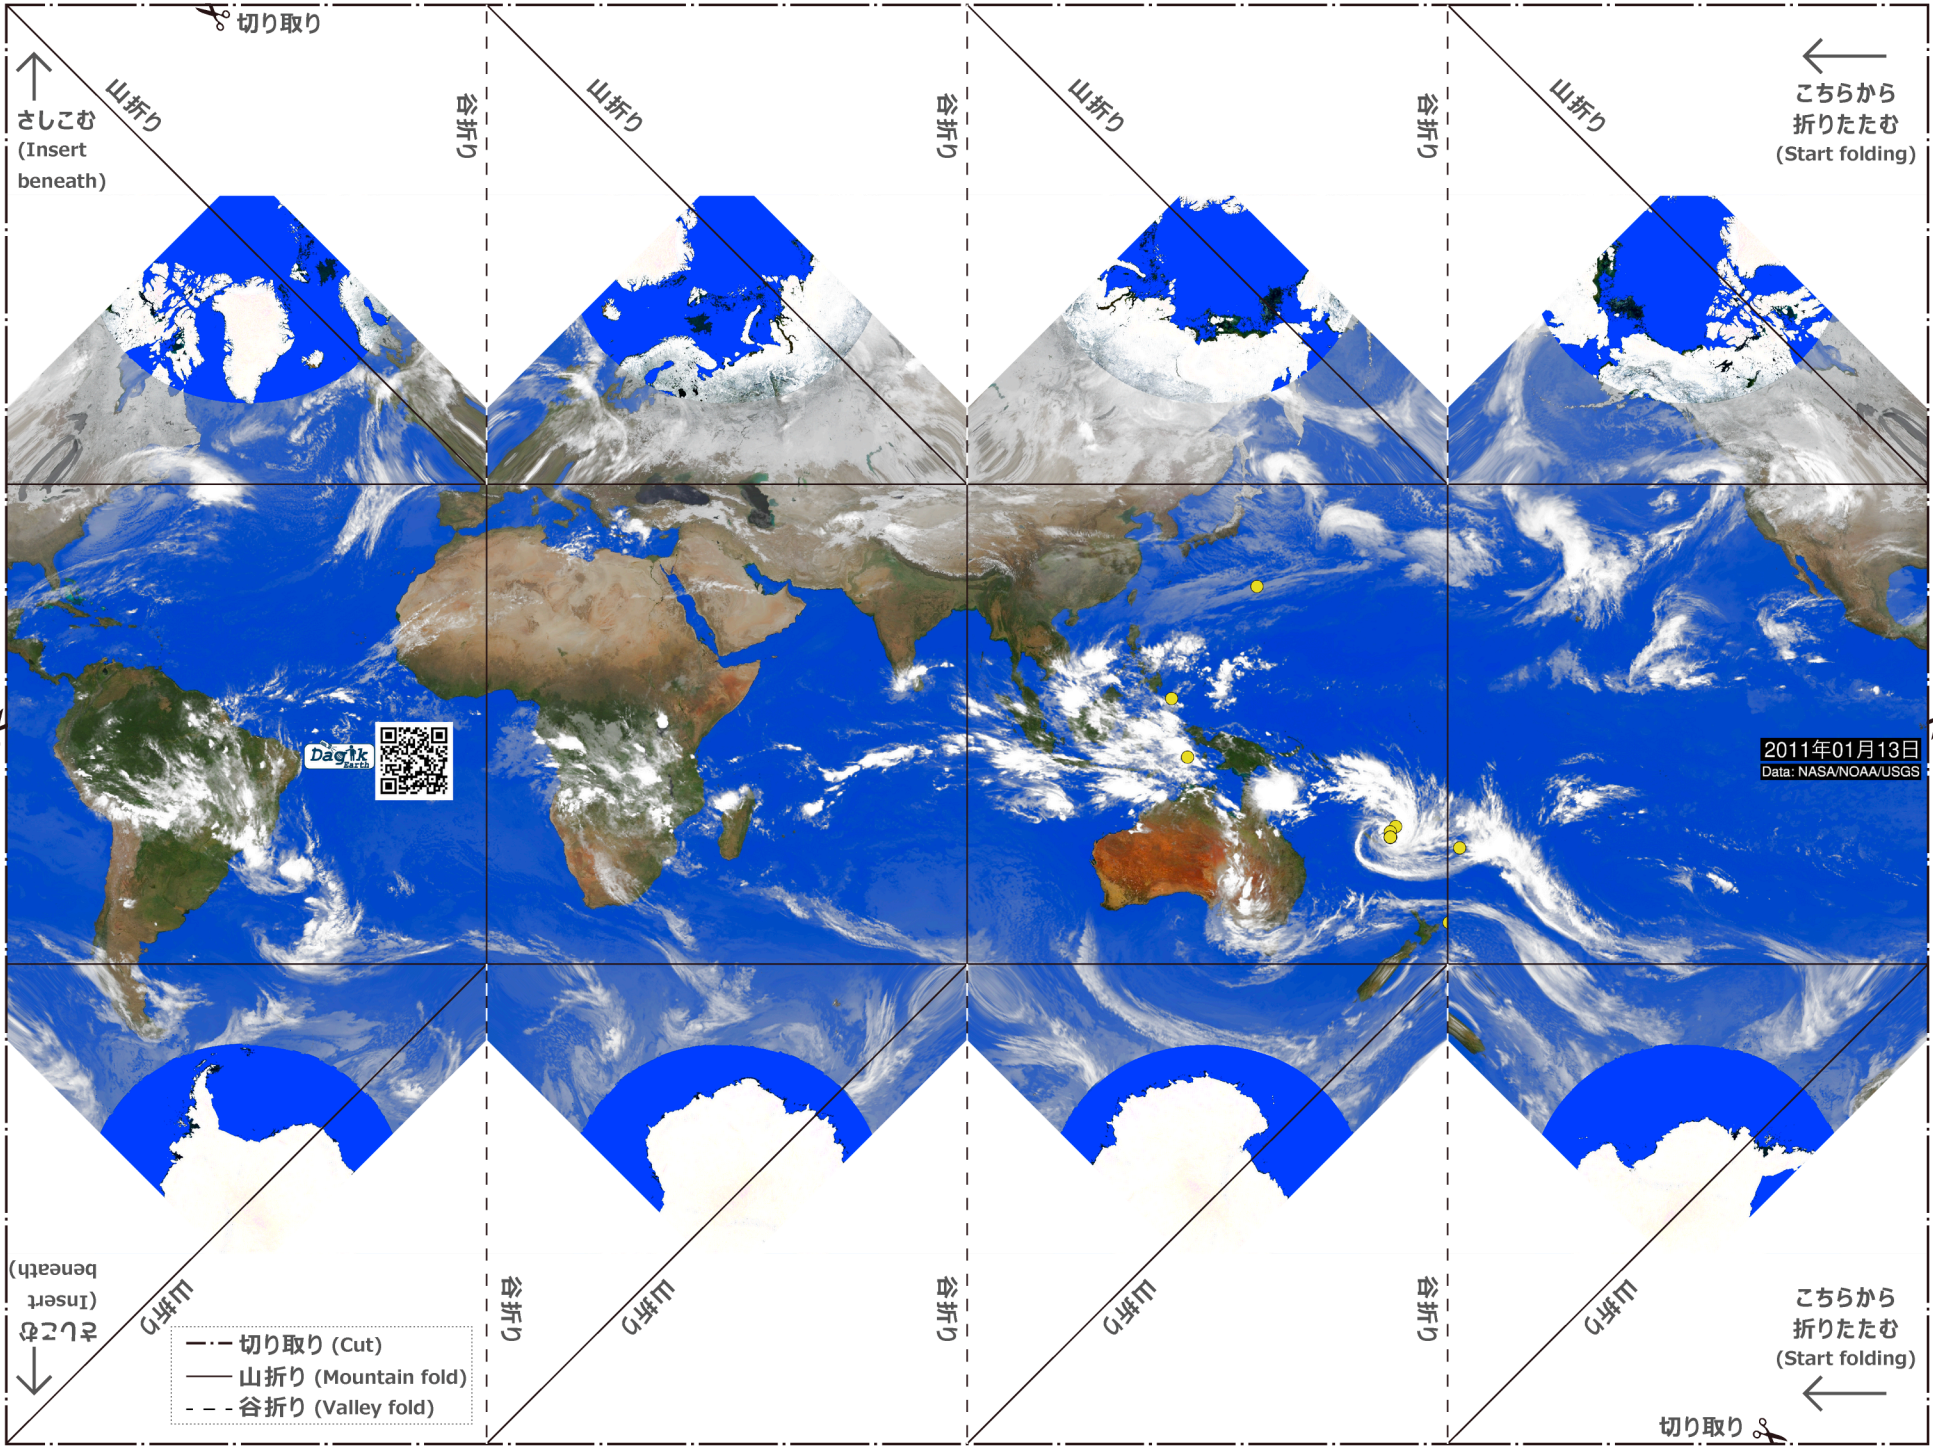 切り取り
山折り
谷折り
山折り
谷折り
山折り
谷折り
山折り
さしこむ
(Insert
beneath)
こちらから
折りたたむ
(Start folding)
Dagik
Earth
2011年01月13日
Data: NASA/NOAA/USGS
さしこむ
(Insert
beneath)
山折り
谷折り
山折り
谷折り
山折り
谷折り
山折り
こちらから
折りたたむ
(Start folding)
切り取り (Cut)
山折り (Mountain fold)
谷折り (Valley fold)
切り取り